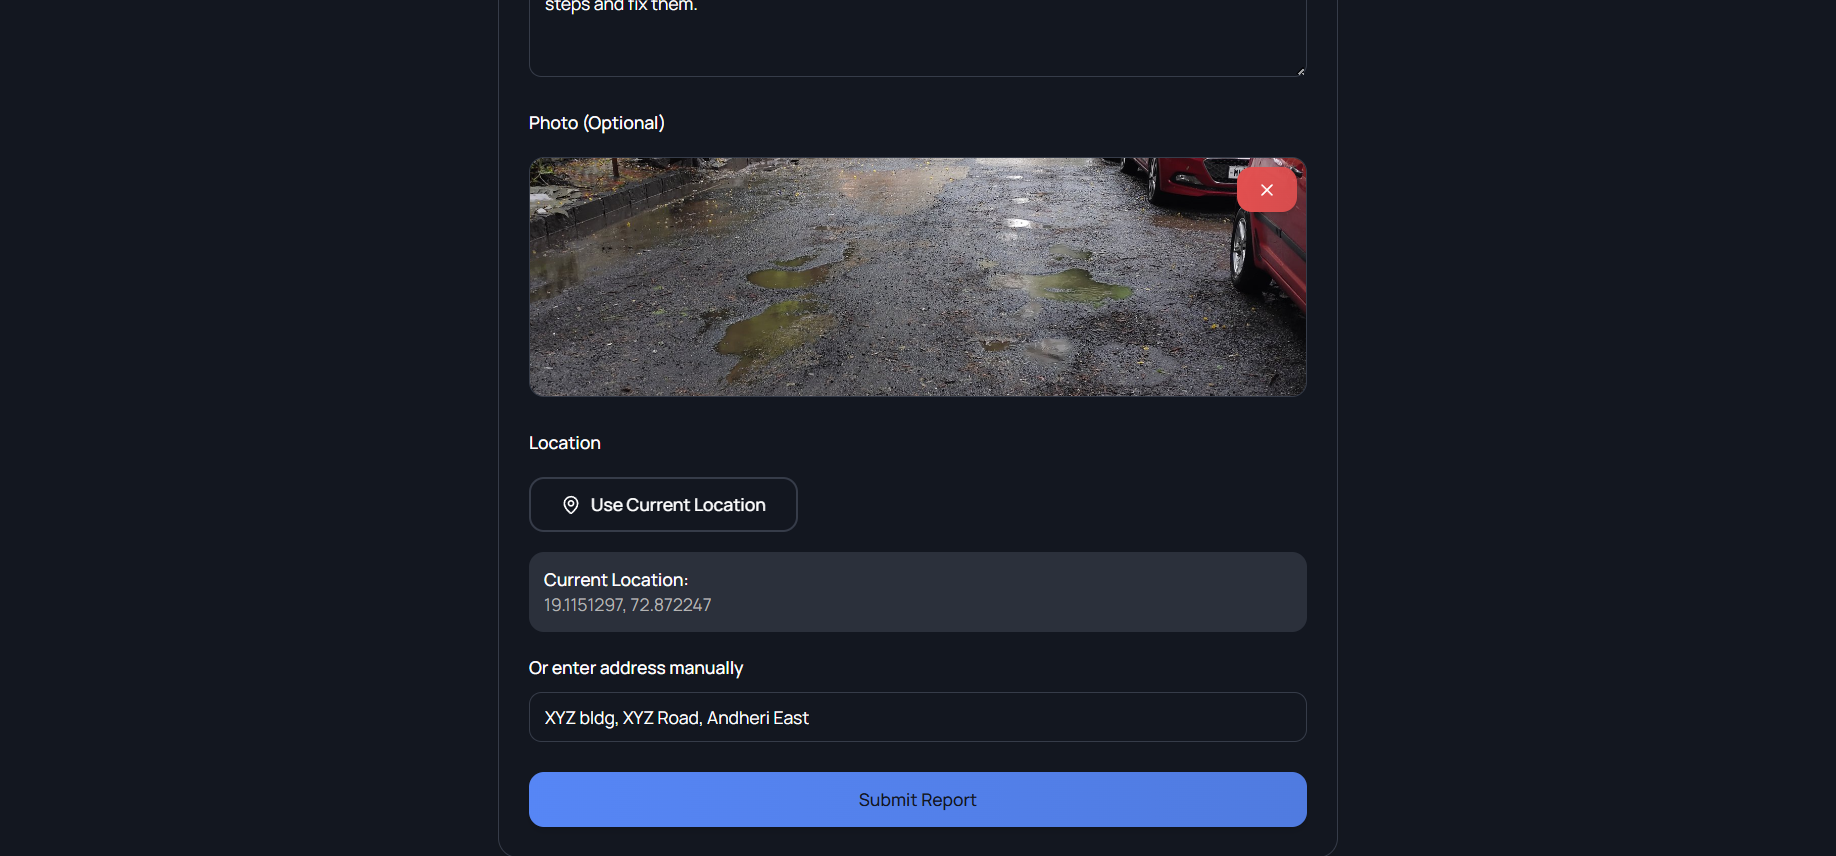 steps and fix them.
Photo (Optional)
Location
Use Current Location
Current Location:
19.1151297, 72.872247
Or enter address manually
XYZ bldg, XYZ Road, Andheri East
Submit Report